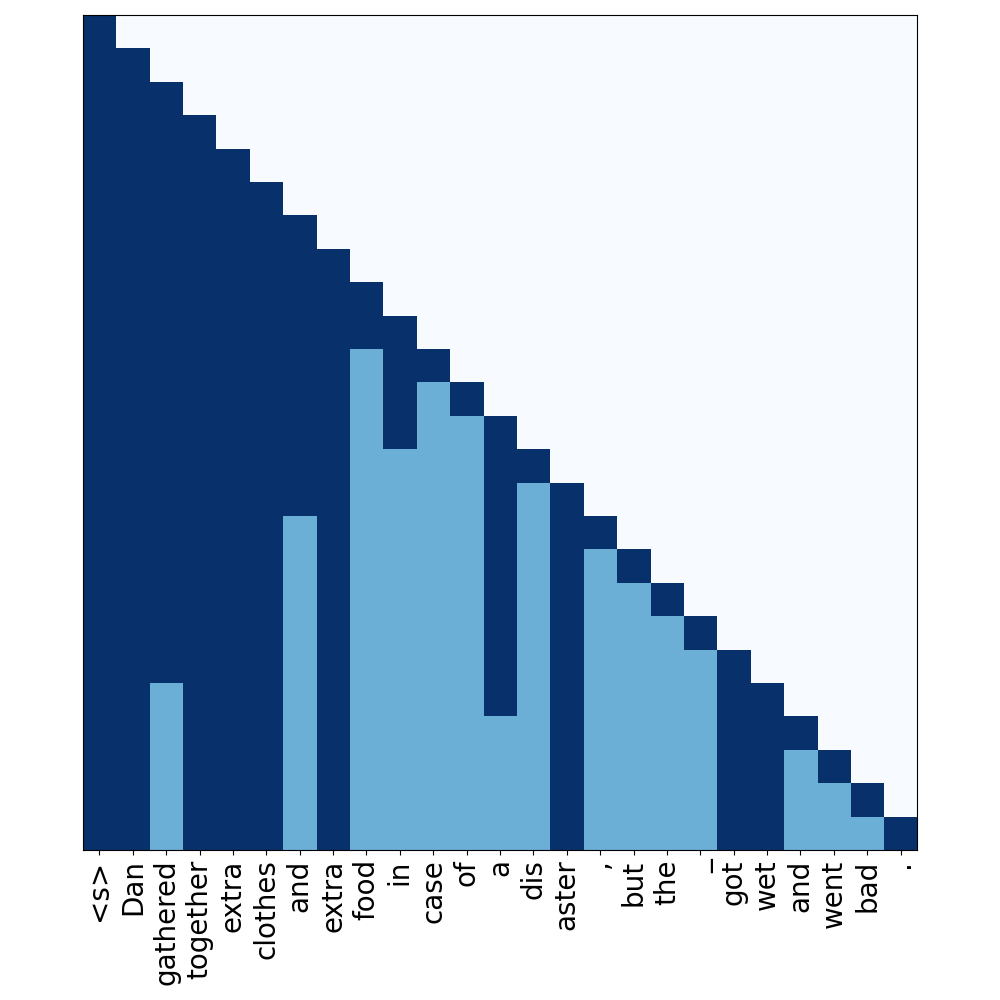 <s> Dan gathered together extra clothes and extra food in case of a dis aster , but the _ got wet and went bad .